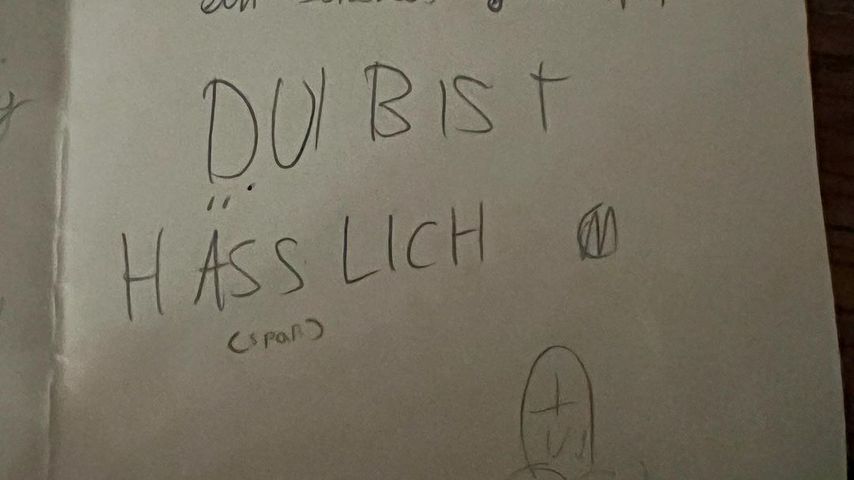 DU BIST
HÄSSLICH
(spaß)